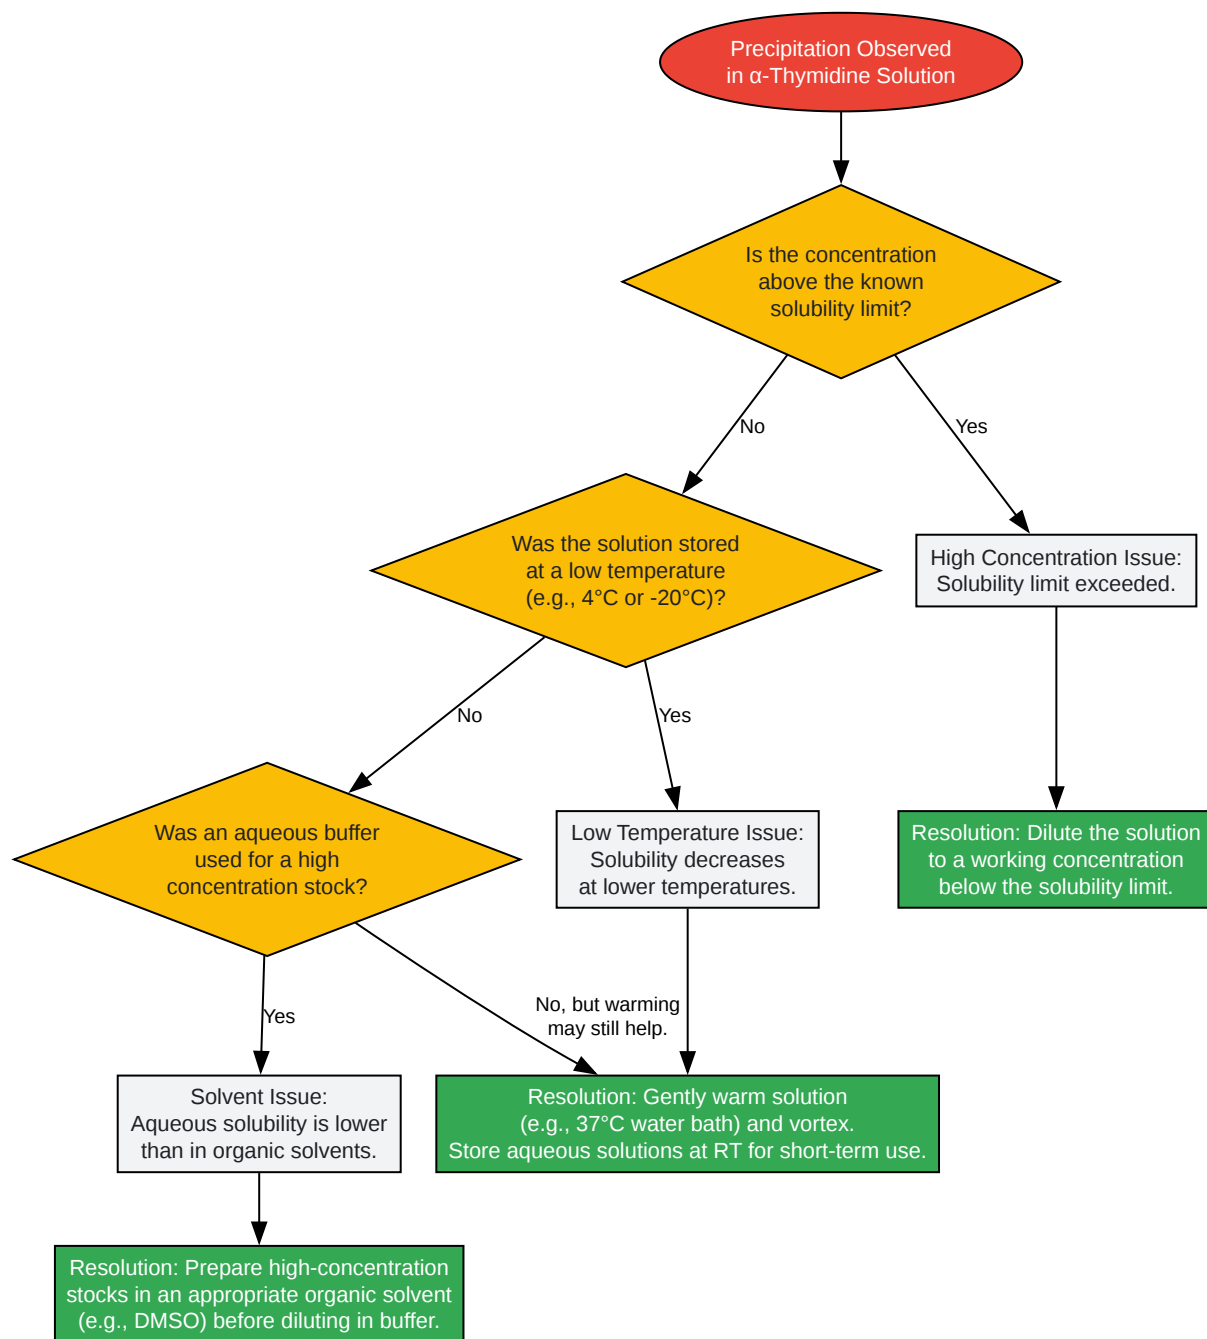 Precipitation Observed
in α-Thymidine Solution
Is the concentration
above the known
solubility limit?
No
Yes
Was the solution stored
at a low temperature
(e.g., 4°C or -20°C)?
High Concentration Issue:
Solubility limit exceeded.
No
Yes
Was an aqueous buffer
used for a high
concentration stock?
Low Temperature Issue:
Solubility decreases
at lower temperatures.
Resolution: Dilute the solution
to a working concentration
below the solubility limit.
Yes
No, but warming
may still help.
Solvent Issue:
Aqueous solubility is lower
than in organic solvents.
Resolution: Gently warm solution
(e.g., 37°C water bath) and vortex.
Store aqueous solutions at RT for short-term use.
Resolution: Prepare high-concentration
stocks in an appropriate organic solvent
(e.g., DMSO) before diluting in buffer.